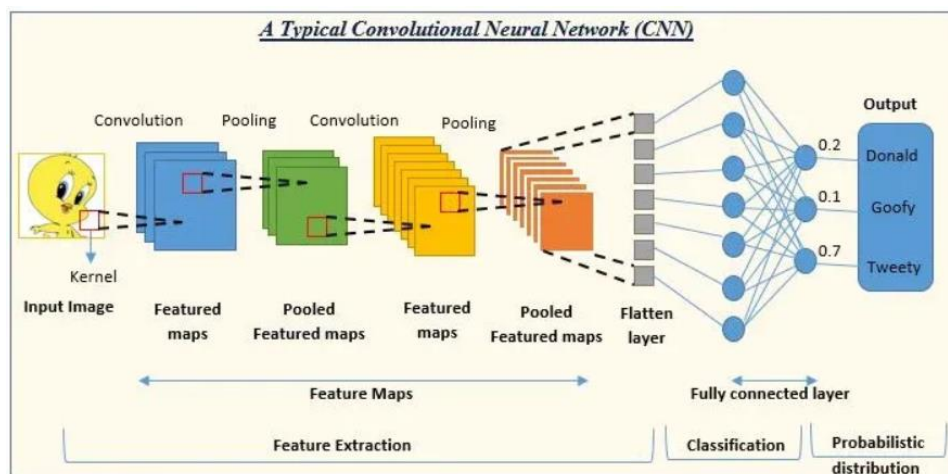 A Typical Convolutional Neural Network (CNN)
Convolution
Pooling
Convolution
Pooling
Output
0.2
Donald
0.1
Goofy
0.7
Tweety
Kernel
Input Image
Featured
maps
Pooled
Featured maps
Featured
maps
Pooled
Featured maps
Flatten
layer
Feature Maps
Fully connected layer
Feature Extraction
Classification
Probabilistic
distribution